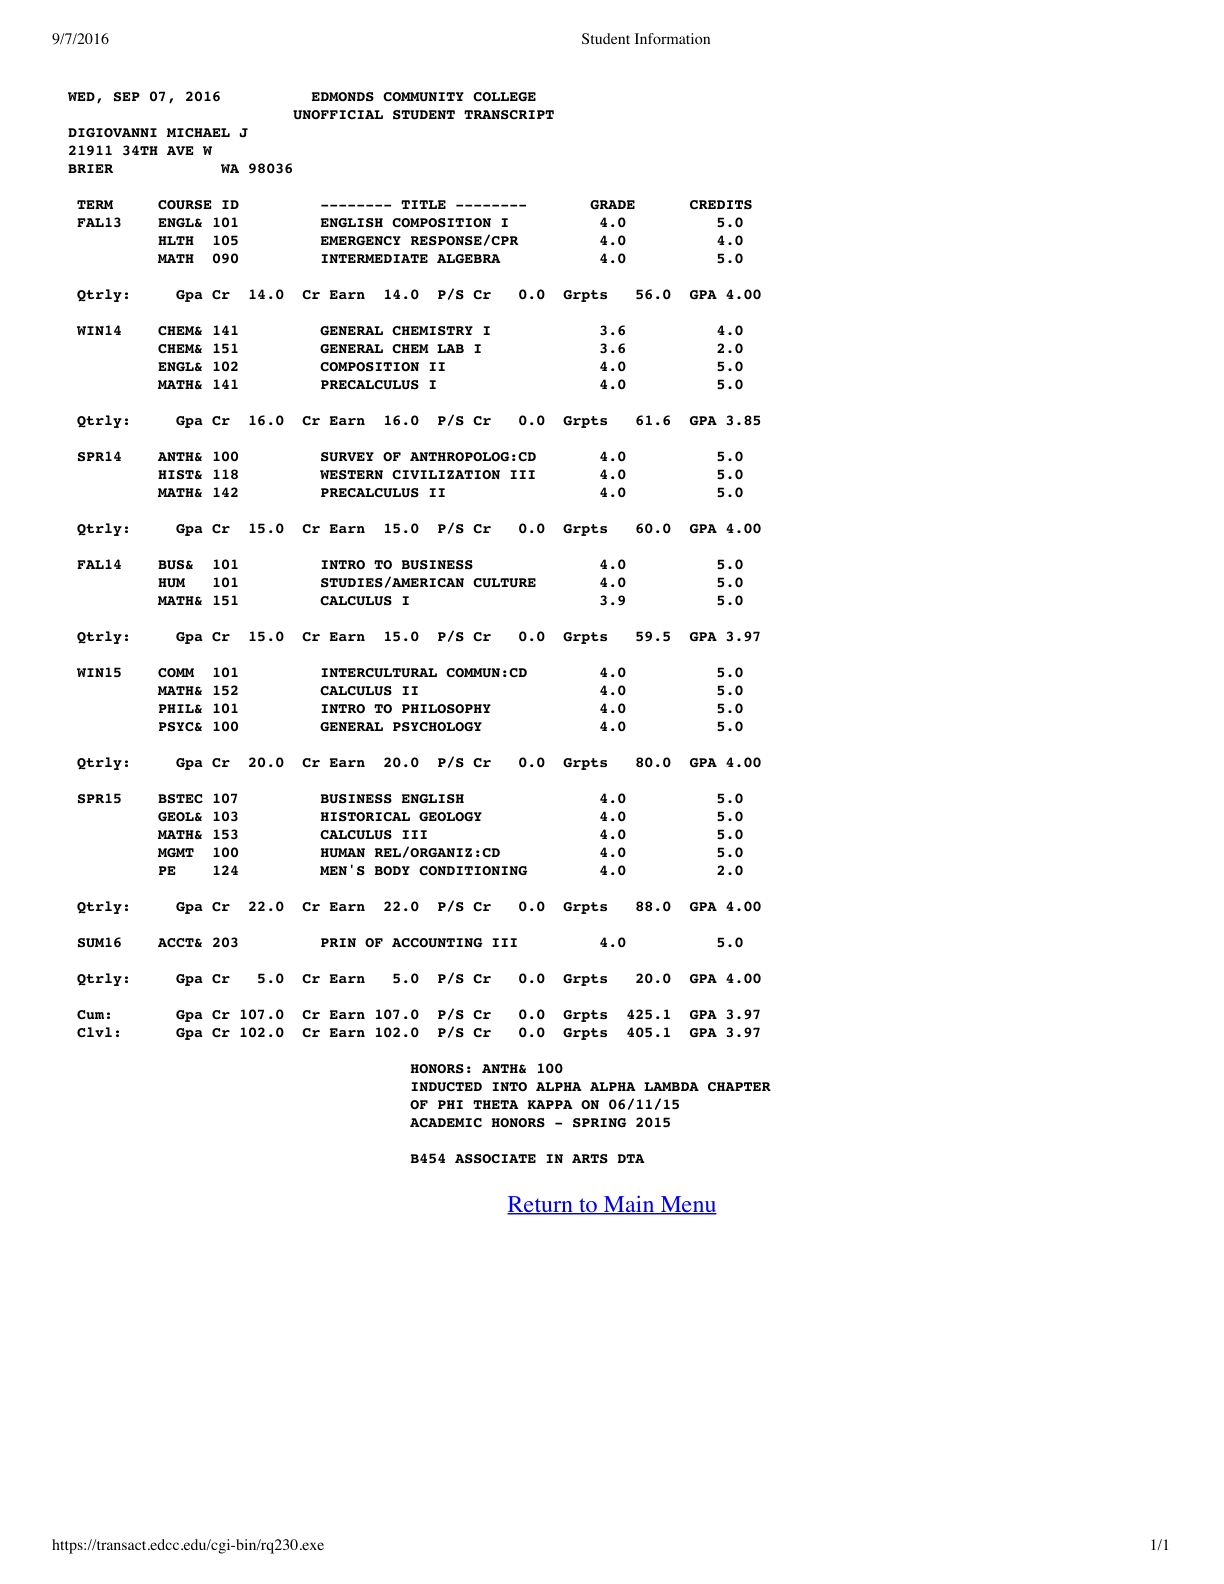 9/7/2016 Student Information
WED, SEP 07, 2016 EDMONDS COMMUNITY COLLEGE
UNOFFICIAL STUDENT TRANSCRIPT
DIGIOVANNI MICHAEL J
21911 34TH AVE W
BRIER WA 98036
TERM COURSE ID -------- TITLE -------- GRADE CREDITS
FAL13 ENGL& 101 ENGLISH COMPOSITION I 4.0 5.0
HLTH 105 EMERGENCY RESPONSE/CPR 4.0 4.0
MATH 090 INTERMEDIATE ALGEBRA 4.0 5.0
Qtrly: Gpa Cr 14.0 Cr Earn 14.0 P/S Cr 0.0 Grpts 56.0 GPA 4.00
WIN14 CHEM& 141 GENERAL CHEMISTRY I 3.6 4.0
CHEM& 151 GENERAL CHEM LAB I 3.6 2.0
ENGL& 102 COMPOSITION II 4.0 5.0
MATH& 141 PRECALCULUS I 4.0 5.0
Qtrly: Gpa Cr 16.0 Cr Earn 16.0 P/S Cr 0.0 Grpts 61.6 GPA 3.85
SPR14 ANTH& 100 SURVEY OF ANTHROPOLOG:CD 4.0 5.0
HIST& 118 WESTERN CIVILIZATION III 4.0 5.0
MATH& 142 PRECALCULUS II 4.0 5.0
Qtrly: Gpa Cr 15.0 Cr Earn 15.0 P/S Cr 0.0 Grpts 60.0 GPA 4.00
FAL14 BUS& 101 INTRO TO BUSINESS 4.0 5.0
HUM 101 STUDIES/AMERICAN CULTURE 4.0 5.0
MATH& 151 CALCULUS I 3.9 5.0
Qtrly: Gpa Cr 15.0 Cr Earn 15.0 P/S Cr 0.0 Grpts 59.5 GPA 3.97
WIN15 COMM 101 INTERCULTURAL COMMUN:CD 4.0 5.0
MATH& 152 CALCULUS II 4.0 5.0
PHIL& 101 INTRO TO PHILOSOPHY 4.0 5.0
PSYC& 100 GENERAL PSYCHOLOGY 4.0 5.0
Qtrly: Gpa Cr 20.0 Cr Earn 20.0 P/S Cr 0.0 Grpts 80.0 GPA 4.00
SPR15 BSTEC 107 BUSINESS ENGLISH 4.0 5.0
GEOL& 103 HISTORICAL GEOLOGY 4.0 5.0
MATH& 153 CALCULUS III 4.0 5.0
MGMT 100 HUMAN REL/ORGANIZ:CD 4.0 5.0
PE 124 MEN'S BODY CONDITIONING 4.0 2.0
Qtrly: Gpa Cr 22.0 Cr Earn 22.0 P/S Cr 0.0 Grpts 88.0 GPA 4.00
SUM16 ACCT& 203 PRIN OF ACCOUNTING III 4.0 5.0
Qtrly: Gpa Cr 5.0 Cr Earn 5.0 P/S Cr 0.0 Grpts 20.0 GPA 4.00
Cum: Gpa Cr 107.0 Cr Earn 107.0 P/S Cr 0.0 Grpts 425.1 GPA 3.97
Clvl: Gpa Cr 102.0 Cr Earn 102.0 P/S Cr 0.0 Grpts 405.1 GPA 3.97
HONORS: ANTH& 100
INDUCTED INTO ALPHA ALPHA LAMBDA CHAPTER
OF PHI THETA KAPPA ON 06/11/15
ACADEMIC HONORS - SPRING 2015
B454 ASSOCIATE IN ARTS DTA
Return to Main Menu
https://transact.edcc.edu/cgi-bin/rq230.exe 1/1